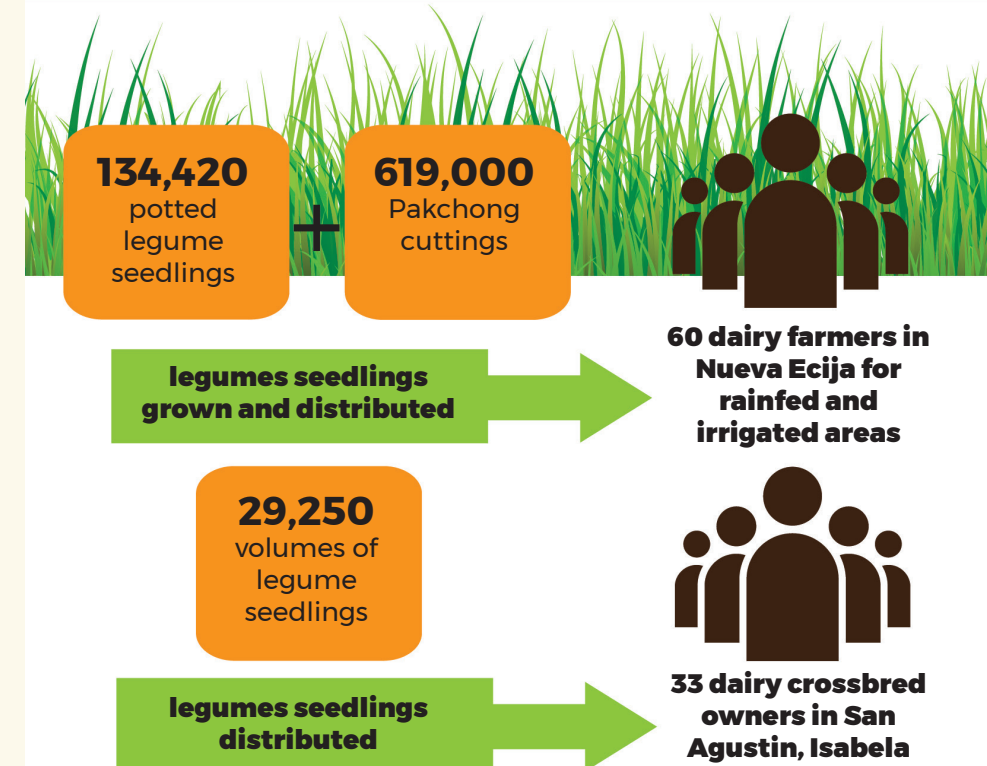 134,420
potted
legume
seedlings
+
619,000
Pakchong
cuttings
legumes seedlings
grown and distributed
60 dairy farmers in
Nueva Ecija for
rainfed and
irrigated areas
29,250
volumes of
legume
seedlings
legumes seedlings
distributed
33 dairy crossbred
owners in San
Agustin, Isabela